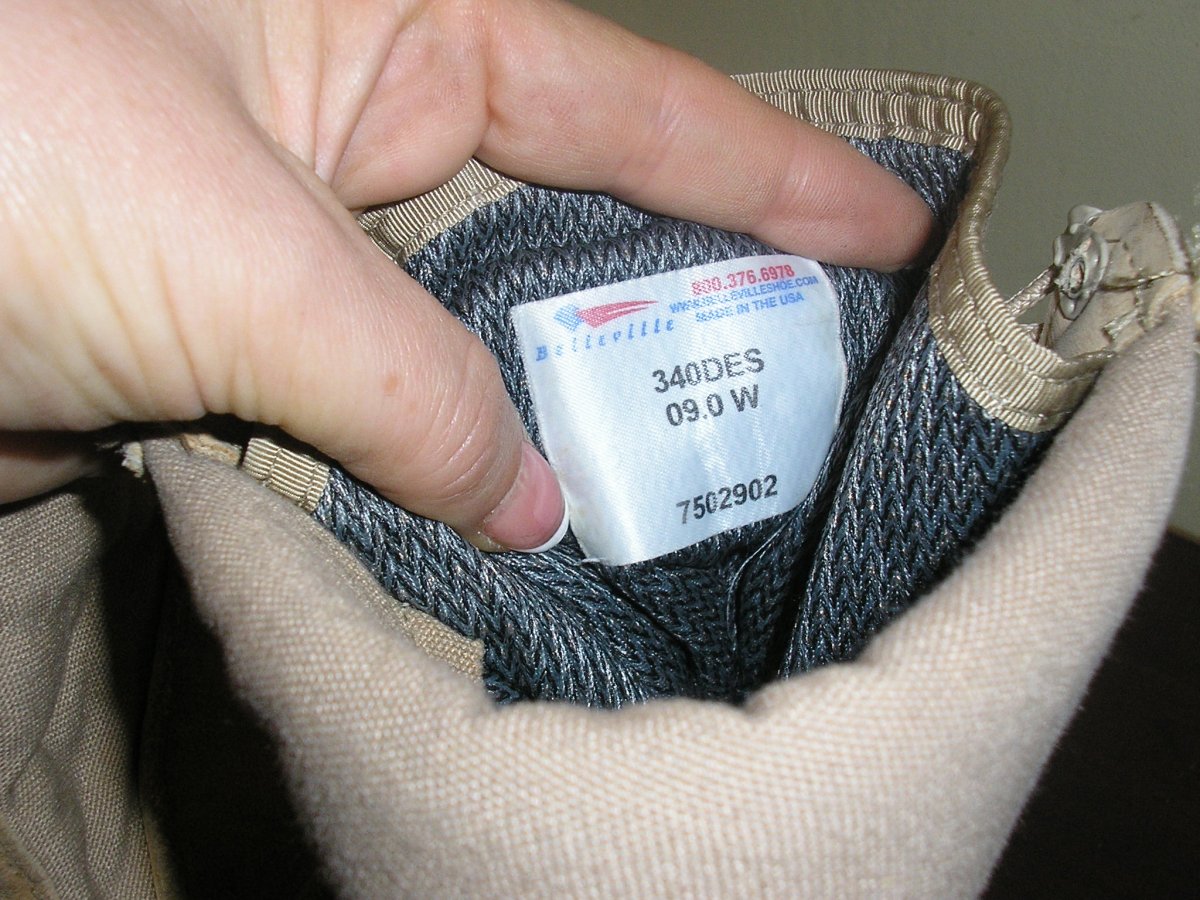 800.376.6978
WWW.BELLEVILLESHOE.COM
MADE IN THE USA
Belleville
340DES
09.0 W
7502902